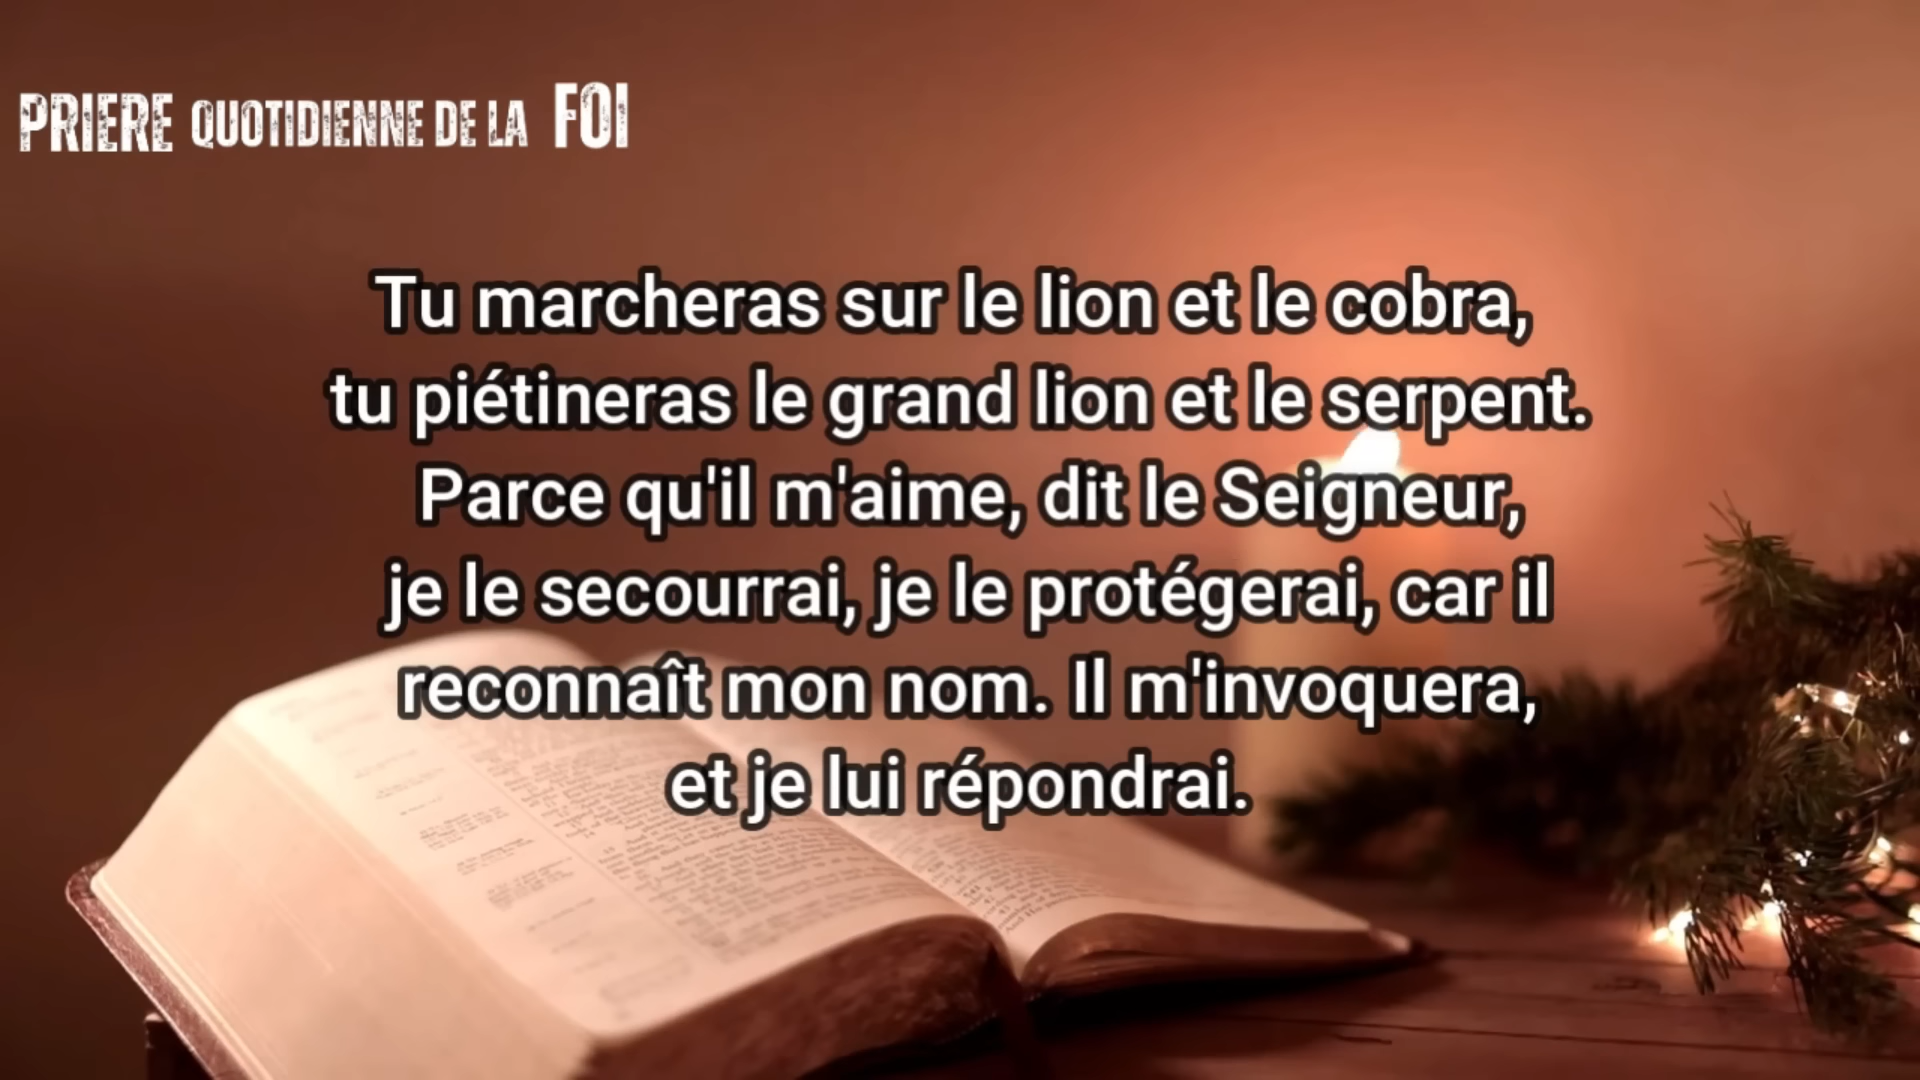 PRIERE QUOTIDIENNE DE LA FOI
Tu marcheras sur le lion et le cobra,
tu piétineras le grand lion et le serpent.
Parce qu'il m'aime, dit le Seigneur,
je le secourrai, je le protégerai, car il
reconnaît mon nom. Il m'invoquera,
et je lui répondrai.